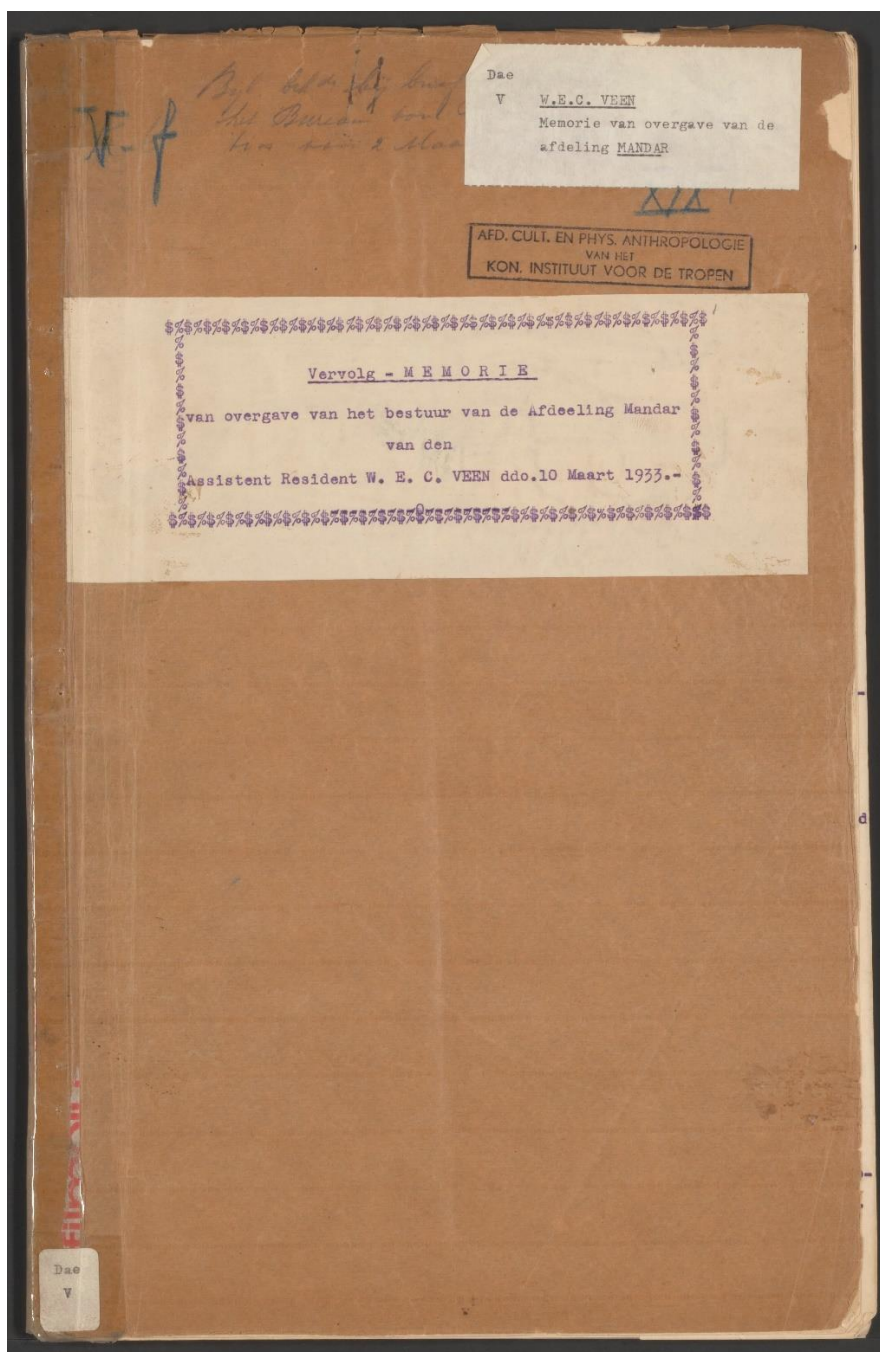 Dae
V W.E.C. VEEN
Memorie van overgave van de
afdeling MANDAR
V-f
XIX
AFD. CULT. EN PHYS. ANTHROPOLOGIE
VAN HET
KON. INSTITUUT VOOR DE TROPEN
Vervolg - M E M O R I E
van overgave van het bestuur van de Afdeeling Mandar
van den
Assistent Resident W. E. C. VEEN ddo.10 Maart 1933.-
Dae
V